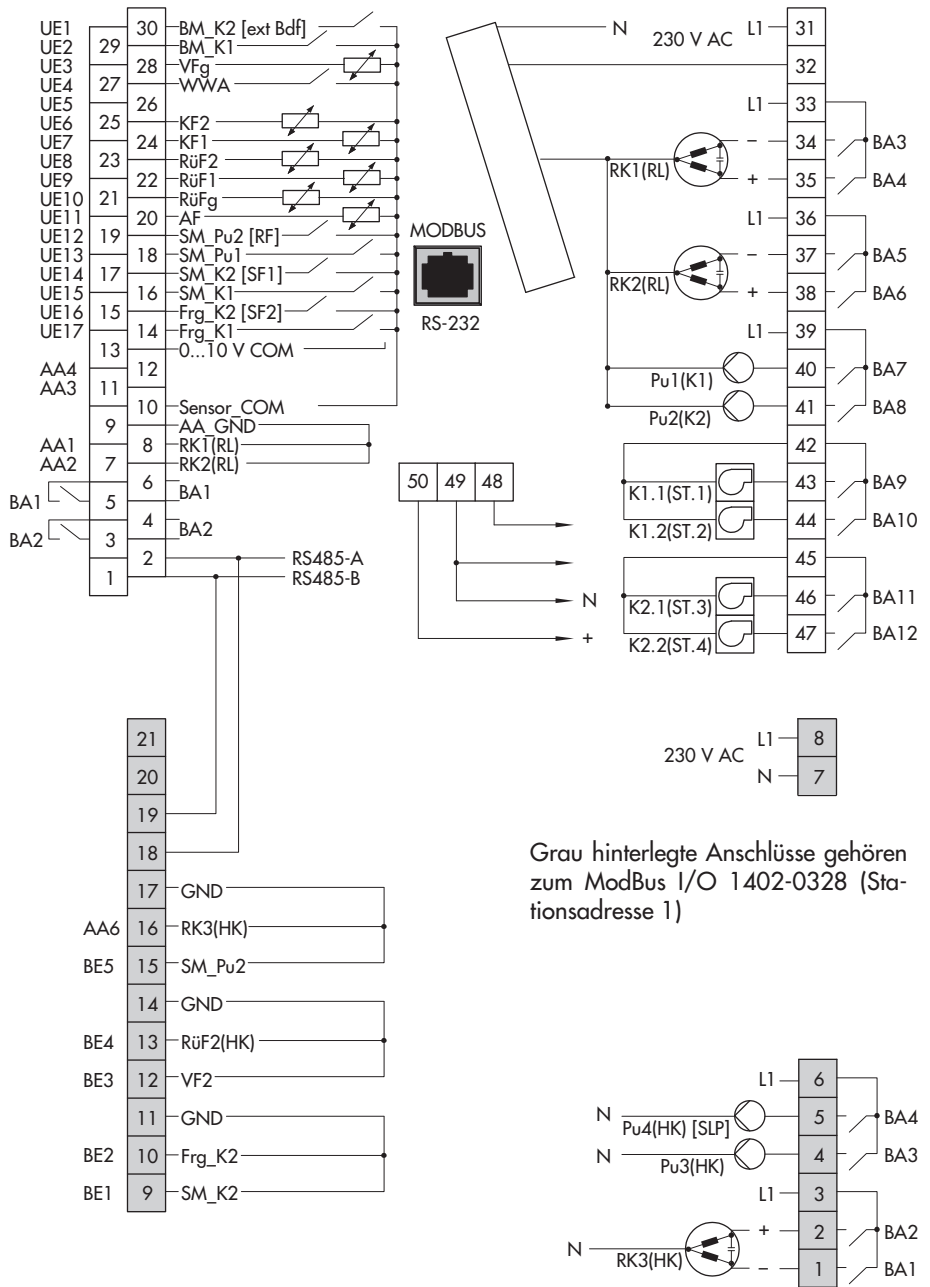 UE1 30 BM_K2 [ext Bdf]
UE2 29 BM_K1
UE3 28 VFg
UE4 27 WWA
UE5 26
UE6 25 KF2
UE7 24 KF1
UE8 23 RüF2
UE9 22 RüF1
UE10 21 RüFg
UE11 20 AF
UE12 19 SM_Pu2 [RF]
UE13 18 SM_Pu1
UE14 17 SM_K2 [SF1]
UE15 16 SM_K1
UE16 15 Frg_K2 [SF2]
UE17 14 Frg_K1
13 0...10 V COM
AA4 12
AA3 11
10 Sensor_COM
9 AA_GND
AA1 8 RK1(RL)
AA2 7 RK2(RL)
6 BA1
BA1 5
4 BA2
BA2 3
2 RS485-A
1 RS485-B
MODBUS
RS-232
N 230 V AC L1 31
32
L1 33
RK1(RL) – 34 BA3
+ 35 BA4
L1 36
RK2(RL) – 37 BA5
+ 38 BA6
L1 39
Pu1(K1) 40 BA7
Pu2(K2) 41 BA8
42
K1.1(ST.1) 43 BA9
K1.2(ST.2) 44 BA10
45
K2.1(ST.3) 46 BA11
K2.2(ST.4) 47 BA12
50 49 48
N
+
21
20
19
18
17 GND
AA6 16 RK3(HK)
BE5 15 SM_Pu2
14 GND
BE4 13 RüF2(HK)
BE3 12 VF2
11 GND
BE2 10 Frg_K2
BE1 9 SM_K2
230 V AC L1 8
N 7
Grau hinterlegte Anschlüsse gehören
zum ModBus I/O 1402-0328 (Sta-
tionsadresse 1)
L1 6
N Pu4(HK) [SLP] 5 BA4
N Pu3(HK) 4 BA3
L1 3
N RK3(HK) + 2 BA2
– 1 BA1